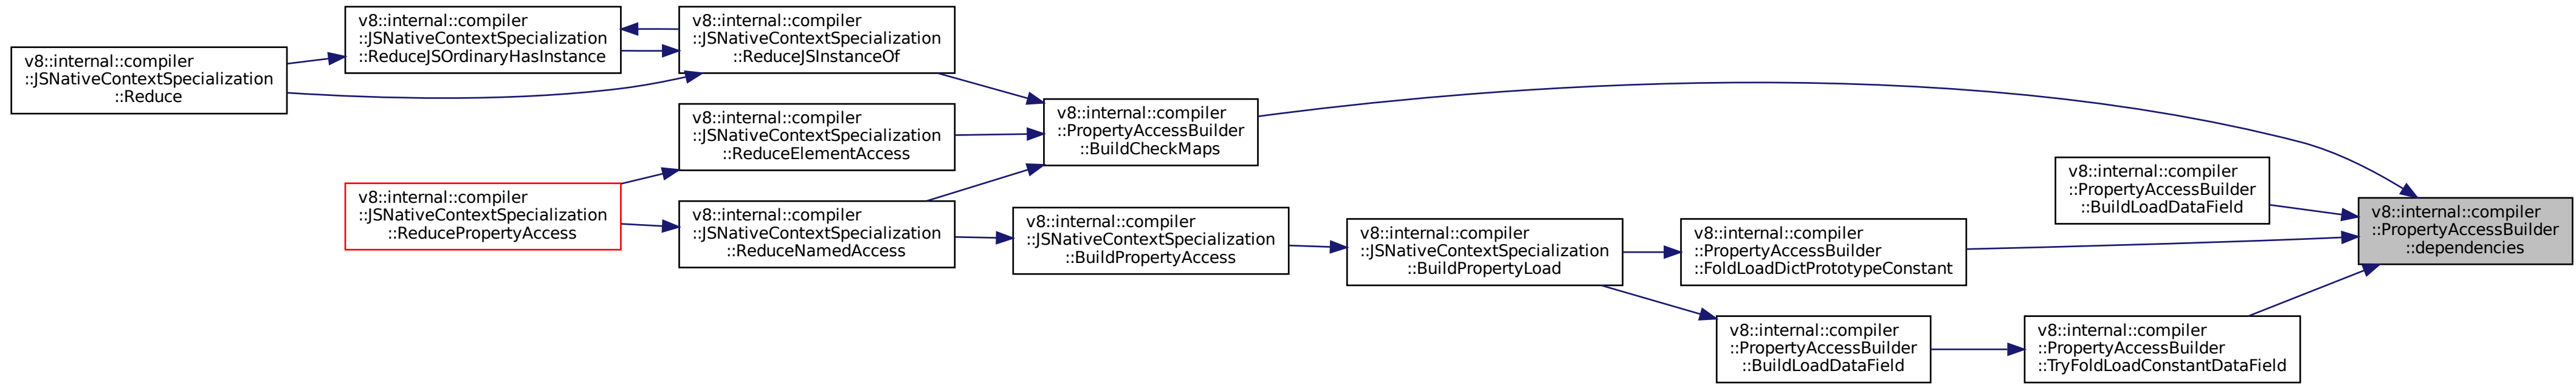 v8::internal::compiler
::JSNativeContextSpecialization
::Reduce
v8::internal::compiler
::JSNativeContextSpecialization
::ReduceJSOrdinaryHasInstance
v8::internal::compiler
::JSNativeContextSpecialization
::ReducePropertyAccess
v8::internal::compiler
::JSNativeContextSpecialization
::ReduceJSInstanceOf
v8::internal::compiler
::JSNativeContextSpecialization
::ReduceElementAccess
v8::internal::compiler
::JSNativeContextSpecialization
::ReduceNamedAccess
v8::internal::compiler
::PropertyAccessBuilder
::BuildCheckMaps
v8::internal::compiler
::JSNativeContextSpecialization
::BuildPropertyAccess
v8::internal::compiler
::JSNativeContextSpecialization
::BuildPropertyLoad
v8::internal::compiler
::PropertyAccessBuilder
::FoldLoadDictPrototypeConstant
v8::internal::compiler
::PropertyAccessBuilder
::BuildLoadDataField
v8::internal::compiler
::PropertyAccessBuilder
::BuildLoadDataField
v8::internal::compiler
::PropertyAccessBuilder
::TryFoldLoadConstantDataField
v8::internal::compiler
::PropertyAccessBuilder
::dependencies